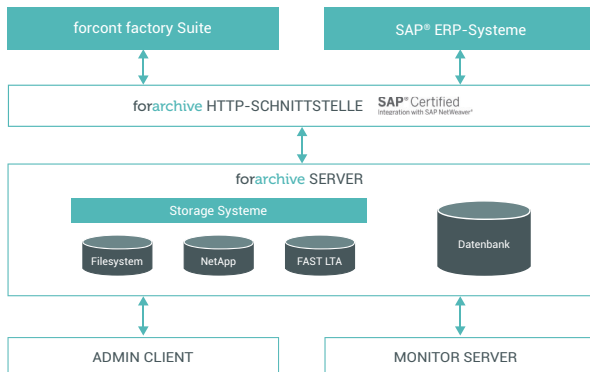 forcont factory Suite
SAP® ERP-Systeme
forarchive HTTP-SCHNITTSTELLE
SAP® Certified
Integration with SAP NetWeaver®
forarchive SERVER
Storage Systeme
Filesystem
NetApp
FAST LTA
Datenbank
ADMIN CLIENT
MONITOR SERVER